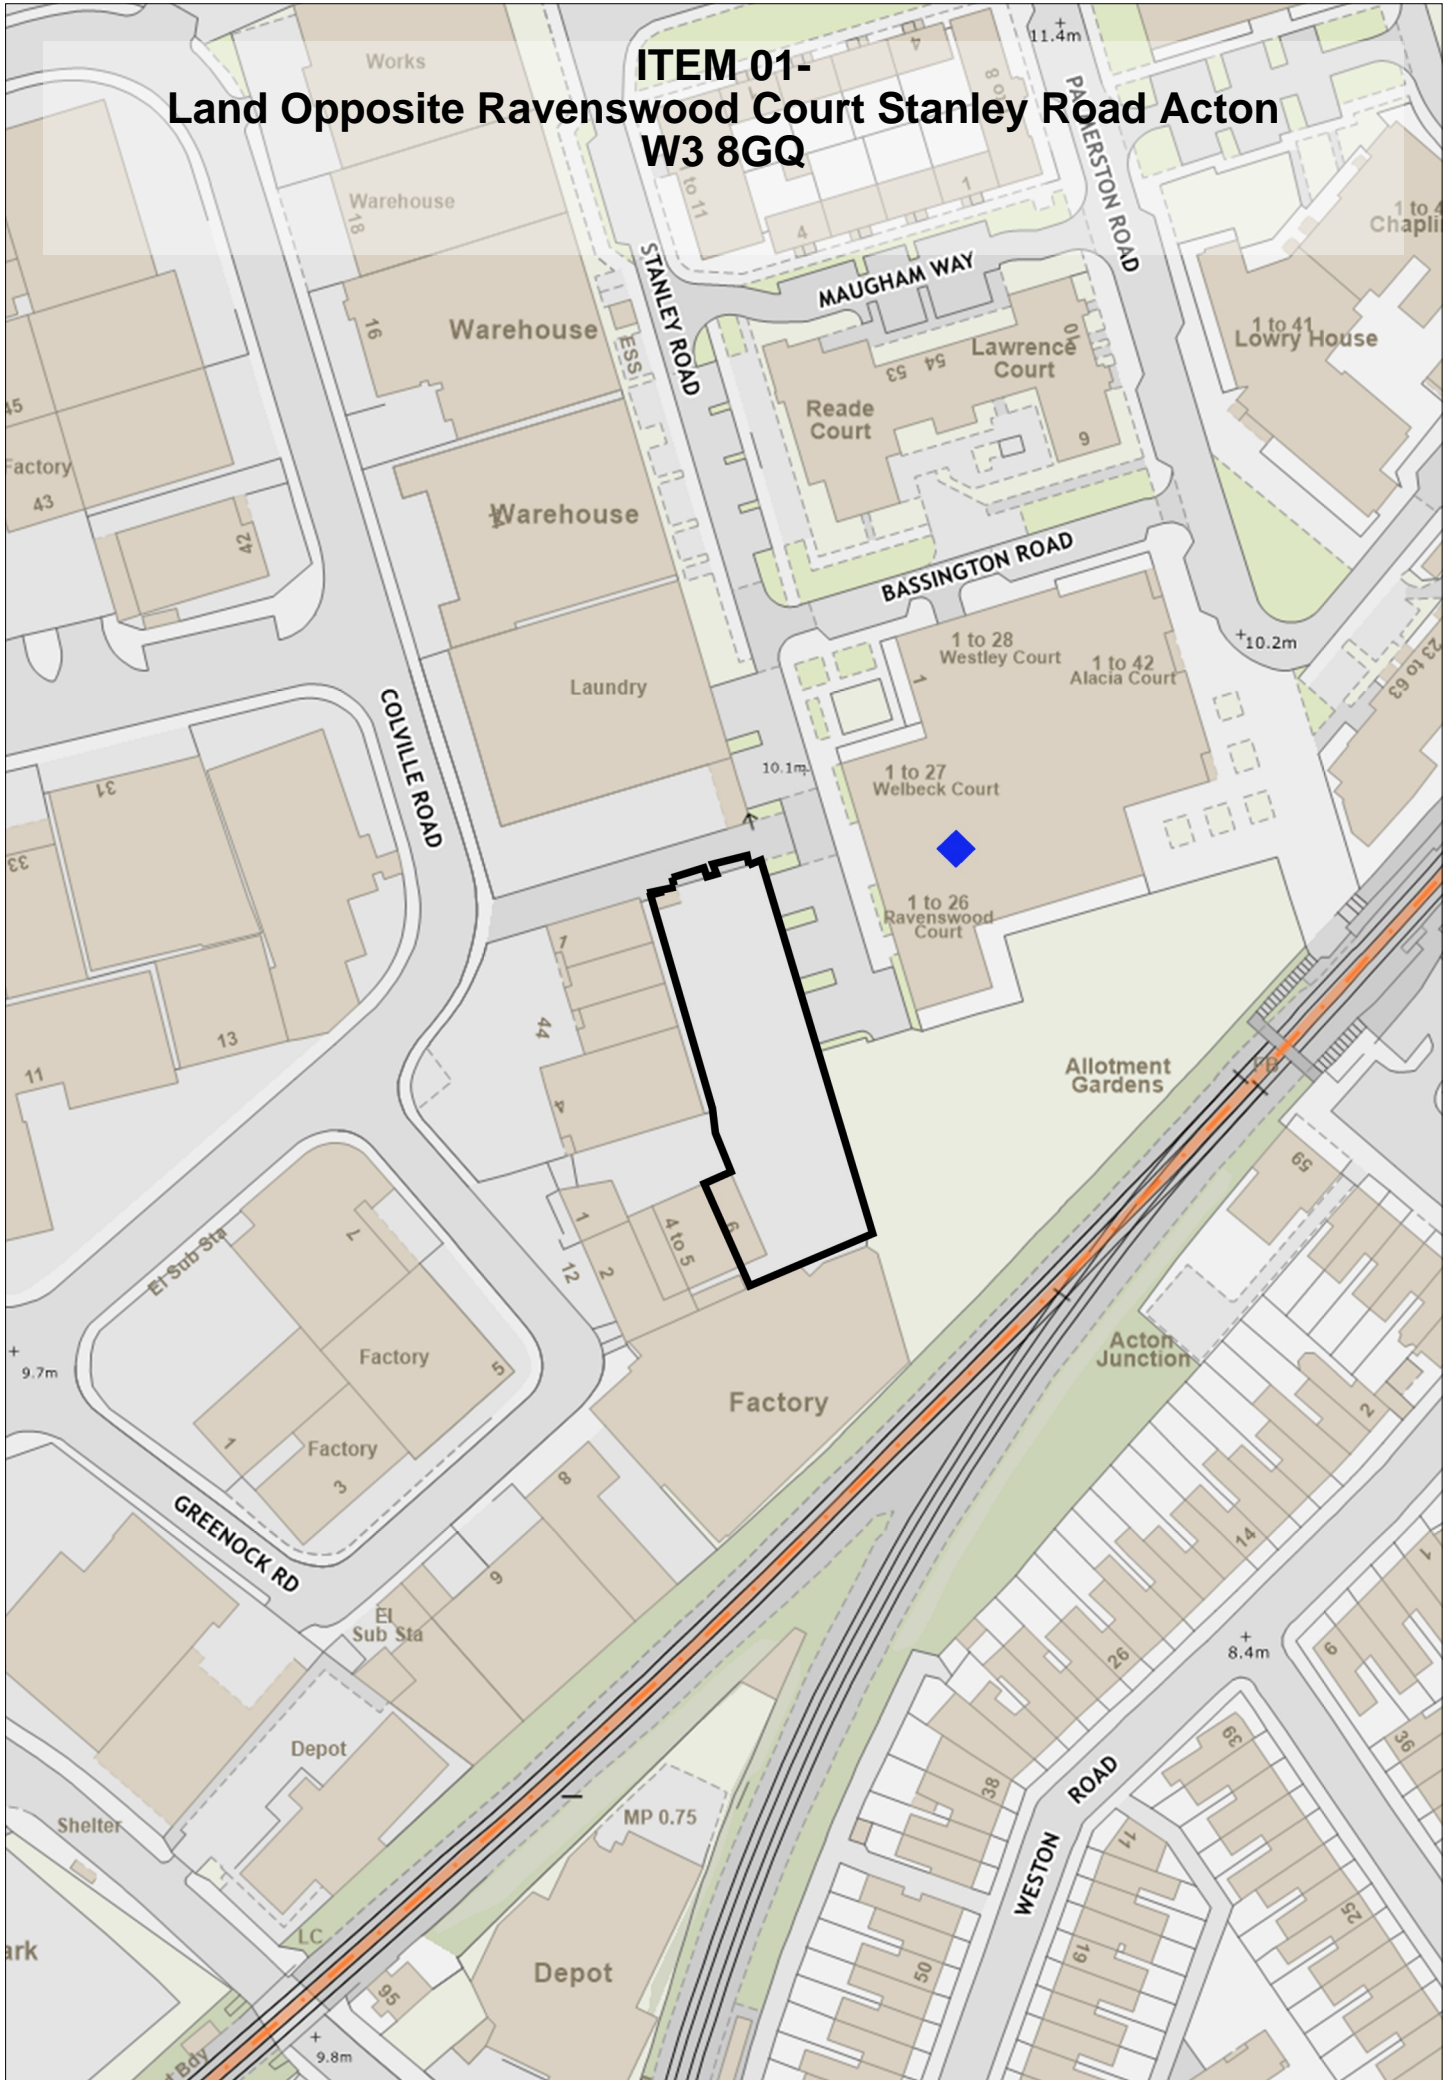 ITEM 01-
Land Opposite Ravenswood Court Stanley Road Acton
W3 8GQ
11.4m
Works
4
PALMERSTON ROAD
Warehouse
18
1
4
1 to 4
STANLEY ROAD
MAUGHAM WAY
16
Warehouse
ESS
10
1 to 41
Lowry House
Lawrence
Court
53
54
Reade
Court
9
45
Factory
43
42
Warehouse
BASSINGTON ROAD
10.2m
1 to 28
Westley Court
1 to 42
Alacia Court
1
23 to 63
Laundry
COLVILLE ROAD
10.1m
1 to 27
Welbeck Court
31
33
1 to 26
Ravenswood
Court
1
44
13
11
4
Allotment
Gardens
FB
59
El Sub Sta
7
1
2
12
4 to 5
6
Acton
Junction
9.7m
Factory
5
1
Factory
3
Factory
2
8
9
14
1
GREENOCK RD
El
Sub Sta
8.4m
26
9
Depot
39
36
38
WESTON ROAD
Shelter
MP 0.75
11
25
LC
ark
Depot
95
50
19
9.8m
t Bdy